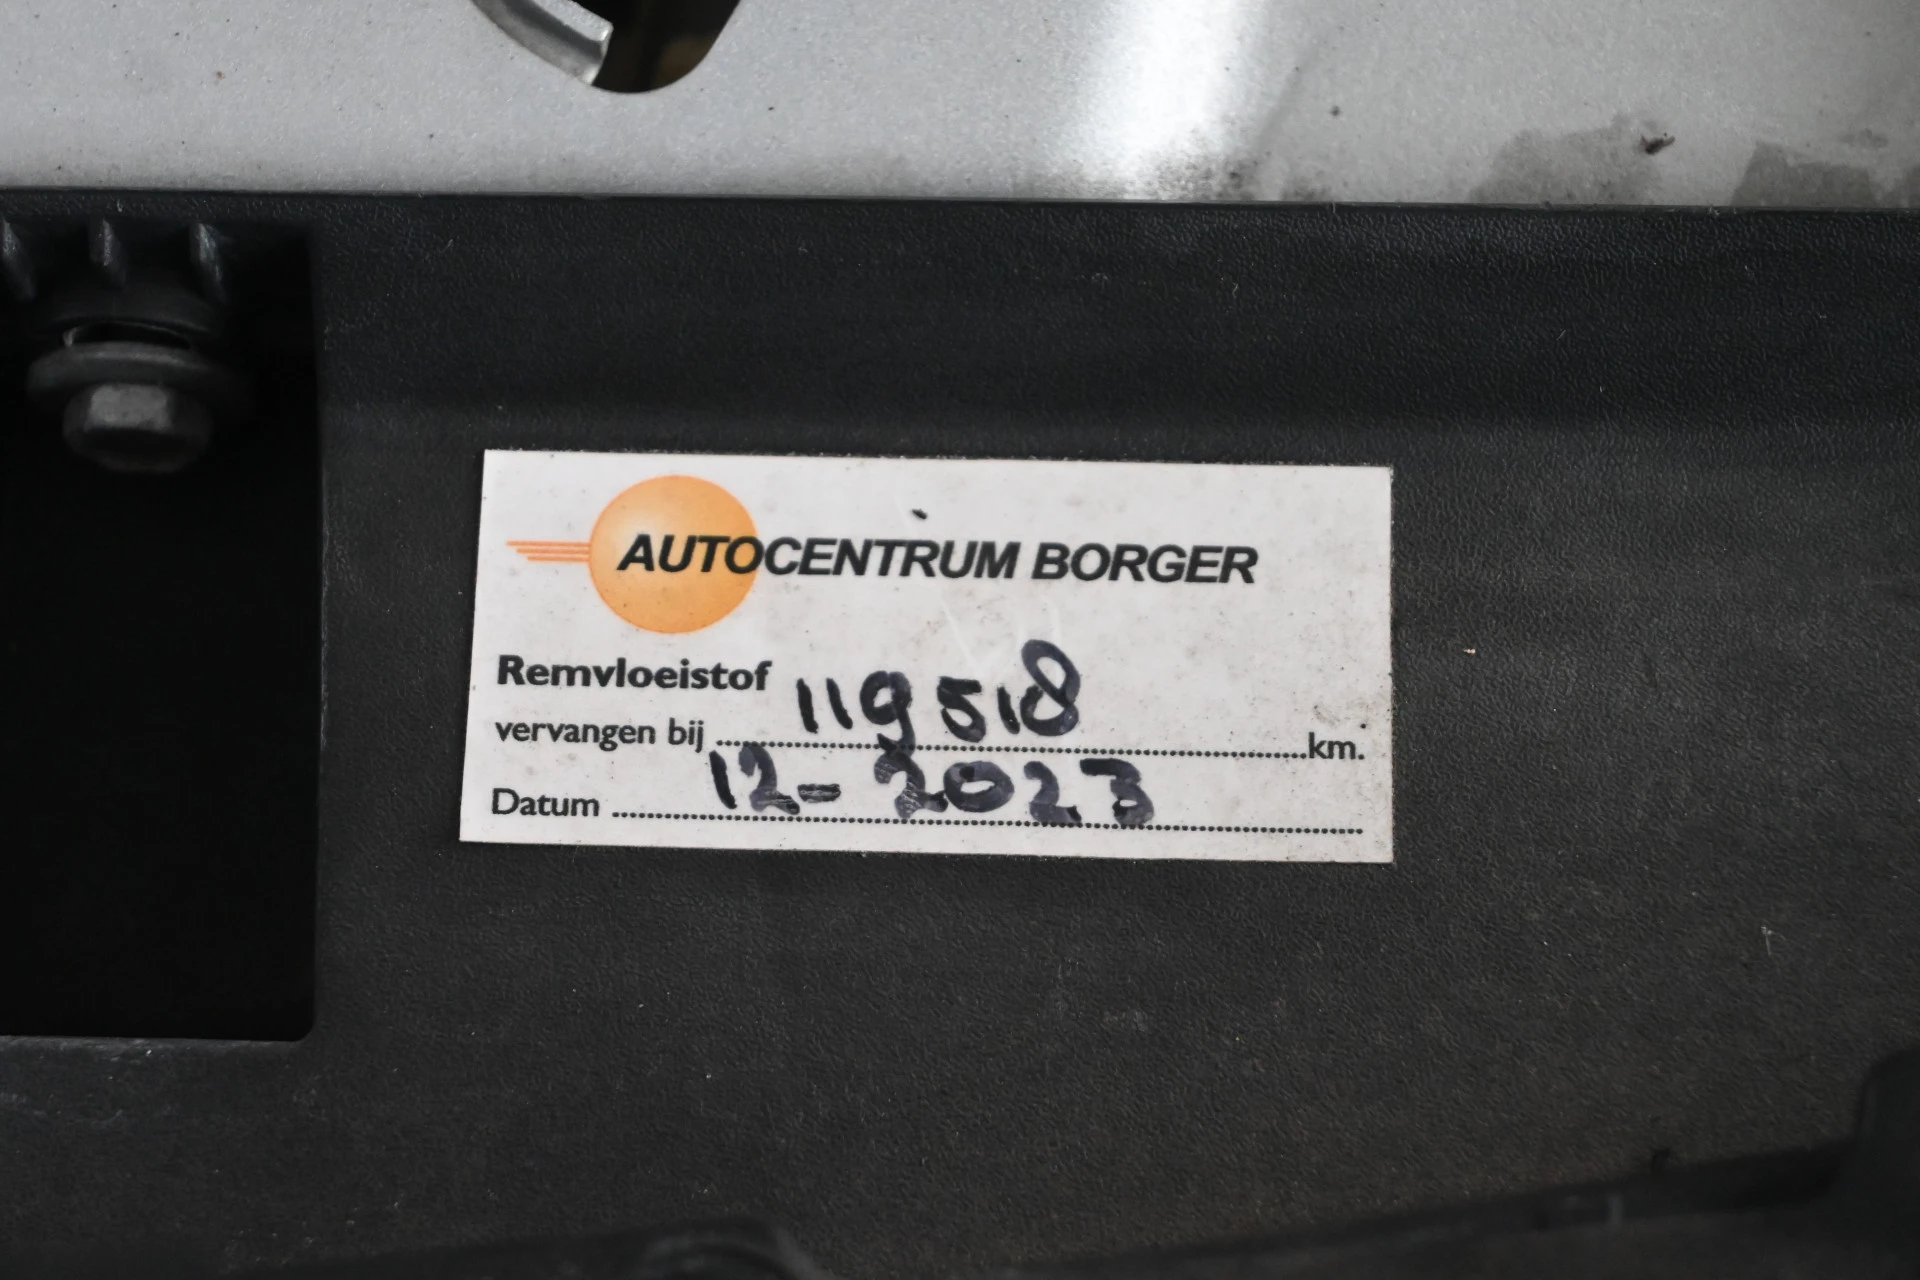 AUTOCENTRUM BORGER
Remvloeistof
vervangen bij 119518 km.
Datum 12-2023